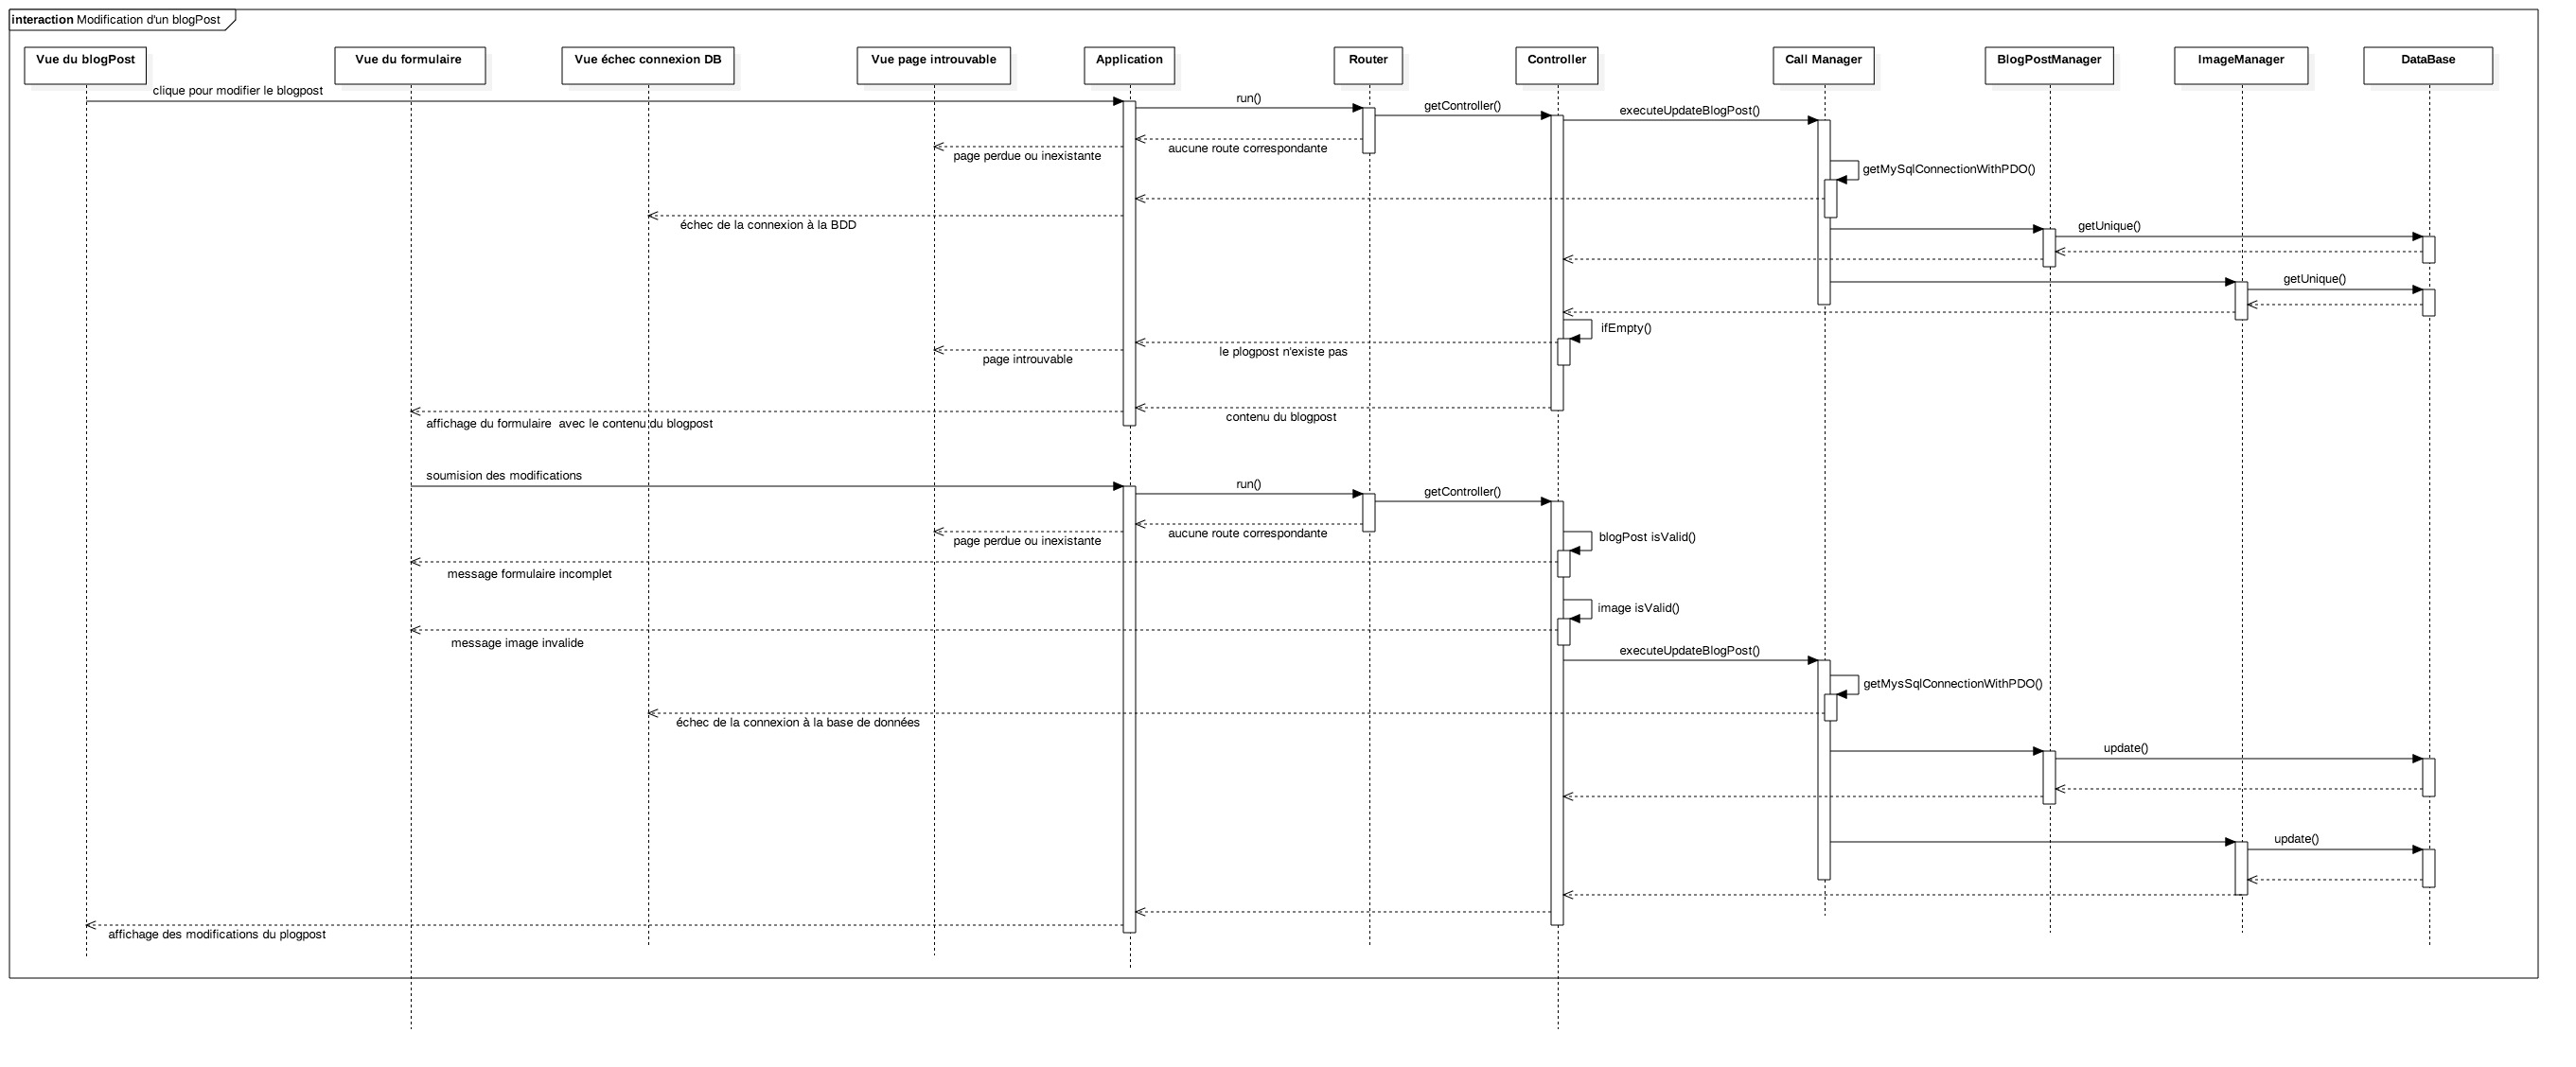 interaction Modification d'un blogPost
Vue du blogPost
Vue du formulaire
Vue échec connexion DB
Vue page introuvable
Application
Router
Controller
Call Manager
BlogPostManager
ImageManager
DataBase
clique pour modifier le blogpost
run()
getController()
executeUpdateBlogPost()
aucune route correspondante
page perdue ou inexistante
getMySqlConnectionWithPDO()
échec de la connexion à la BDD
getUnique()
getUnique()
ifEmpty()
le plogpost n'existe pas
page introuvable
contenu du blogpost
affichage du formulaire  avec le contenu du blogpost
soumision des modifications
run()
getController()
aucune route correspondante
page perdue ou inexistante
blogPost isValid()
message formulaire incomplet
image isValid()
message image invalide
executeUpdateBlogPost()
getMysSqlConnectionWithPDO()
échec de la connexion à la base de données
update()
update()
affichage des modifications du plogpost